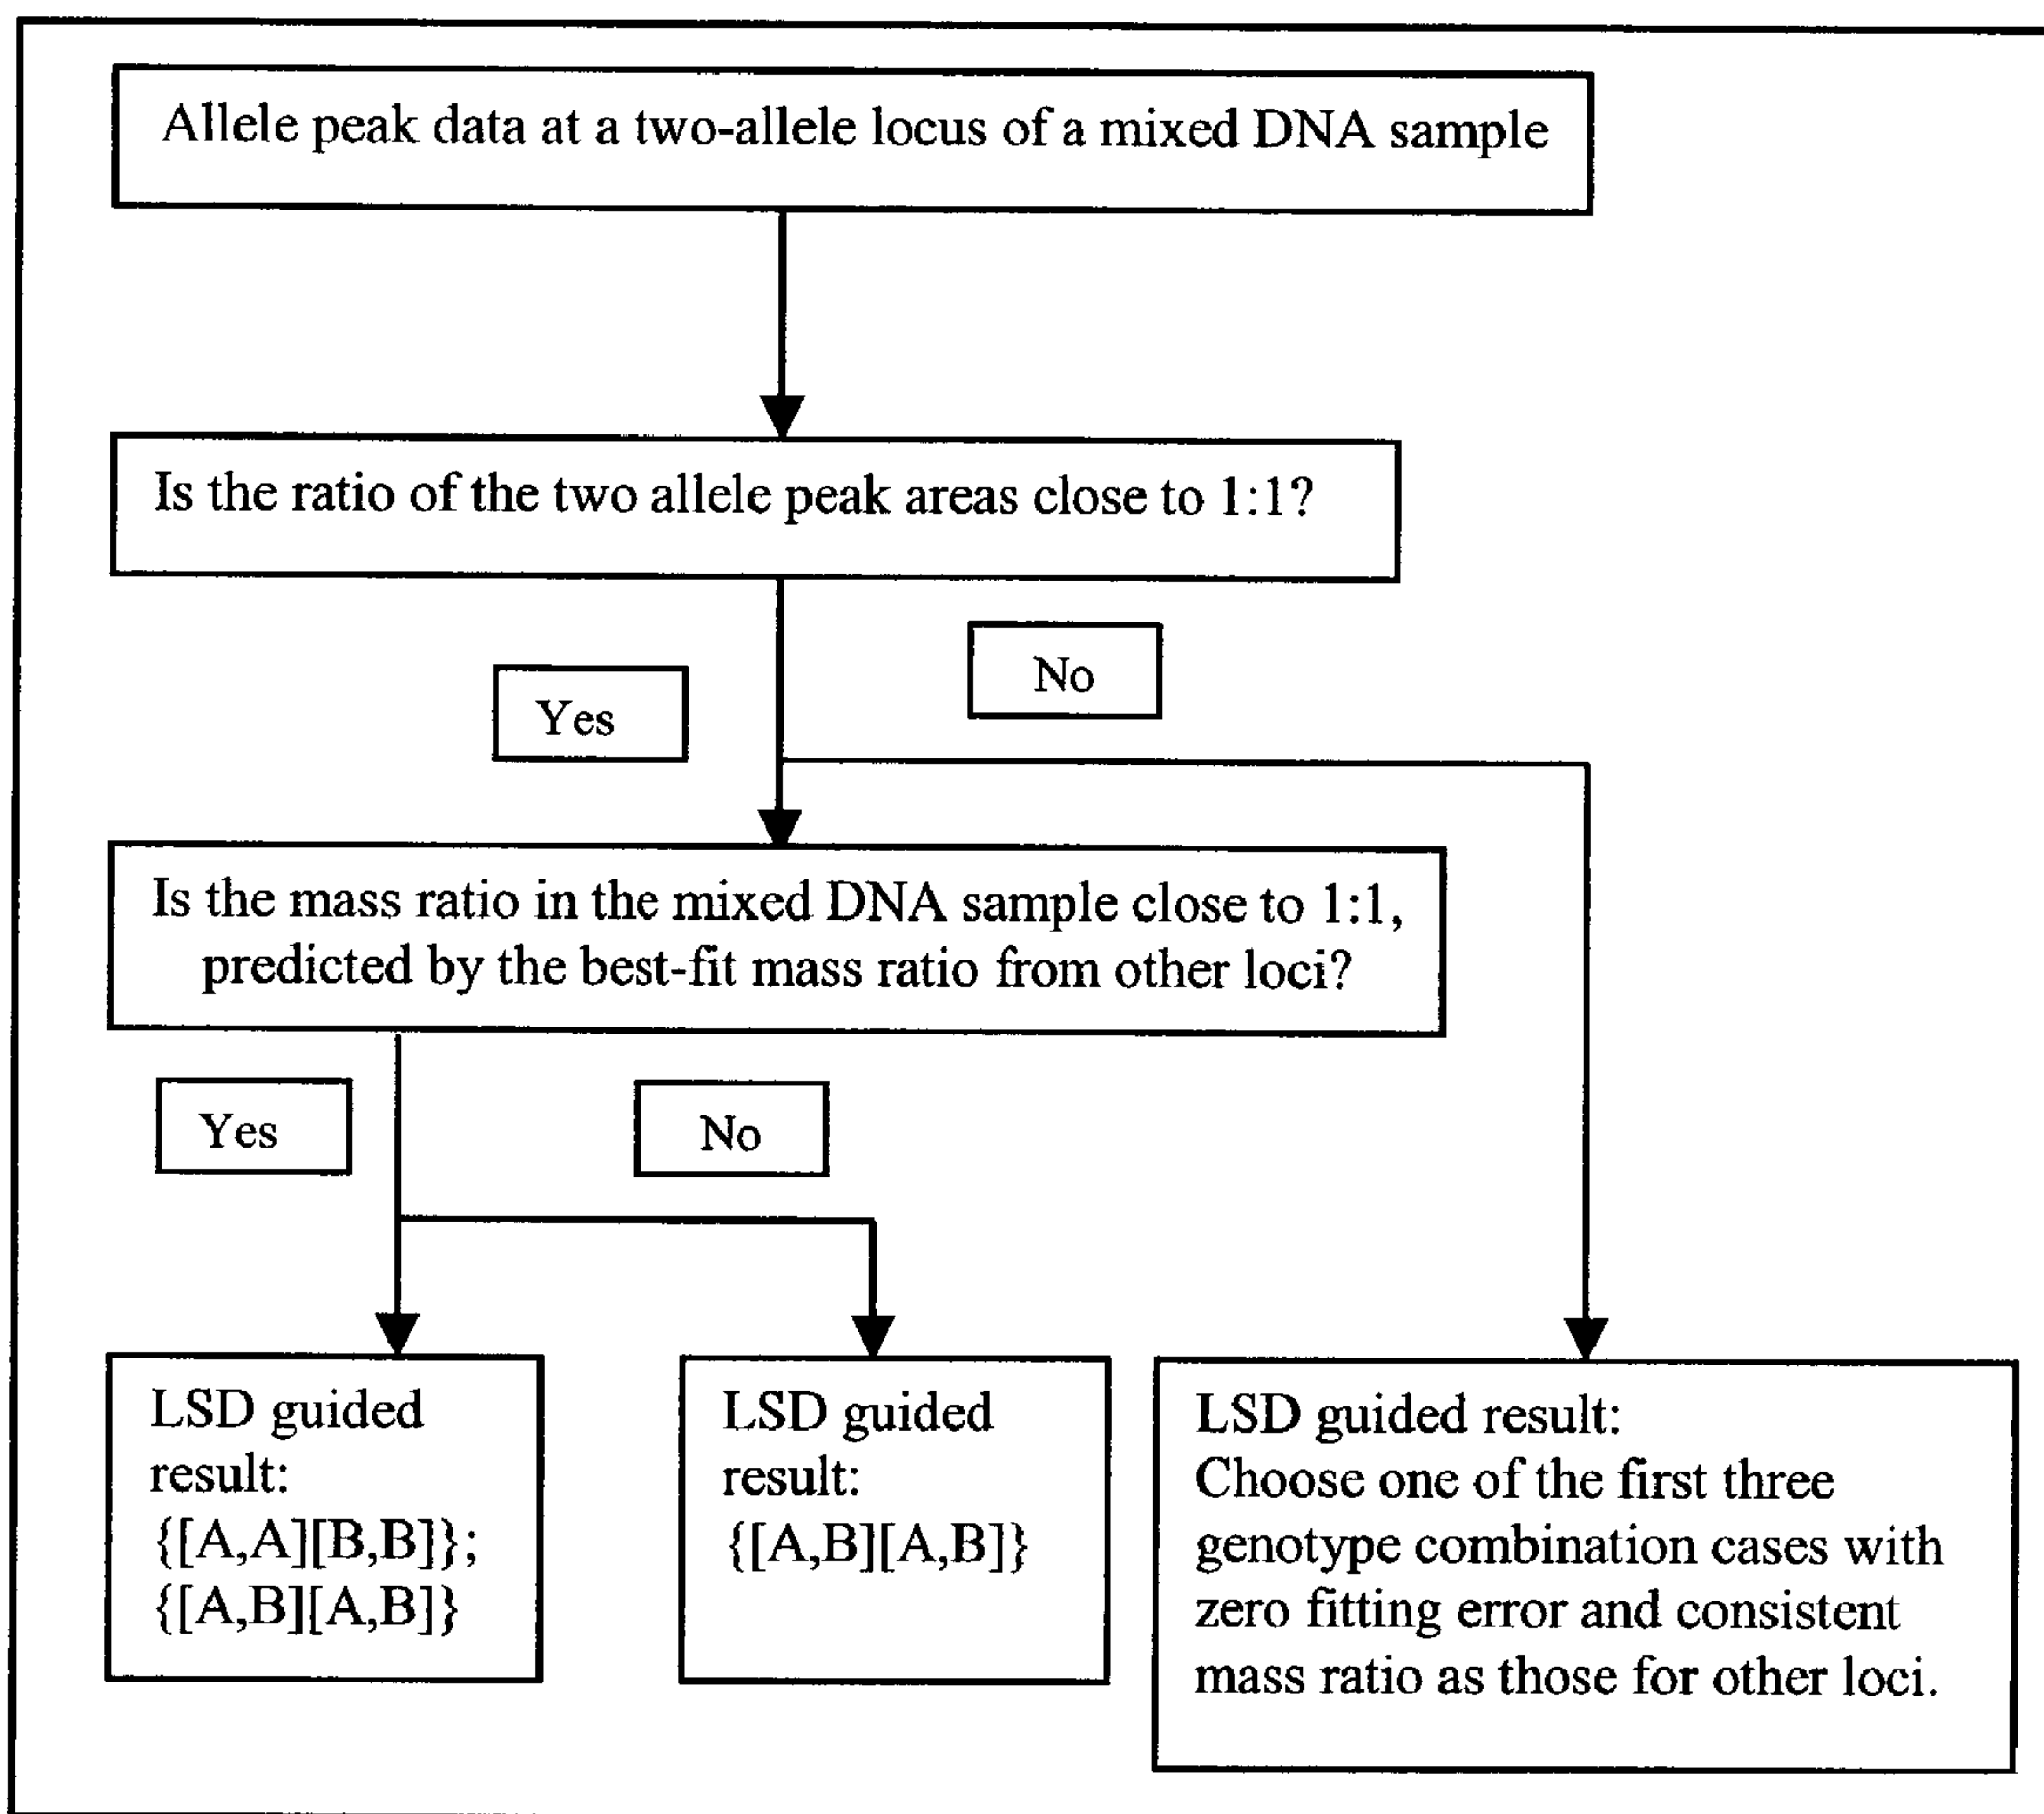 Allele peak data at a two-allele locus of a mixed DNA sample
Is the ratio of the two allele peak areas close to 1:1?
No
Yes
Is the mass ratio in the mixed DNA sample close to 1:1,
predicted by the best-fit mass ratio from other loci?
Yes
No
LSD guided
result:
{[A,A][B,B]};
{[A,B][A,B]}
LSD guided
result:
{[A,B][A,B]}
LSD guided result:
Choose one of the first three
genotype combination cases with
zero fitting error and consistent
mass ratio as those for other loci.